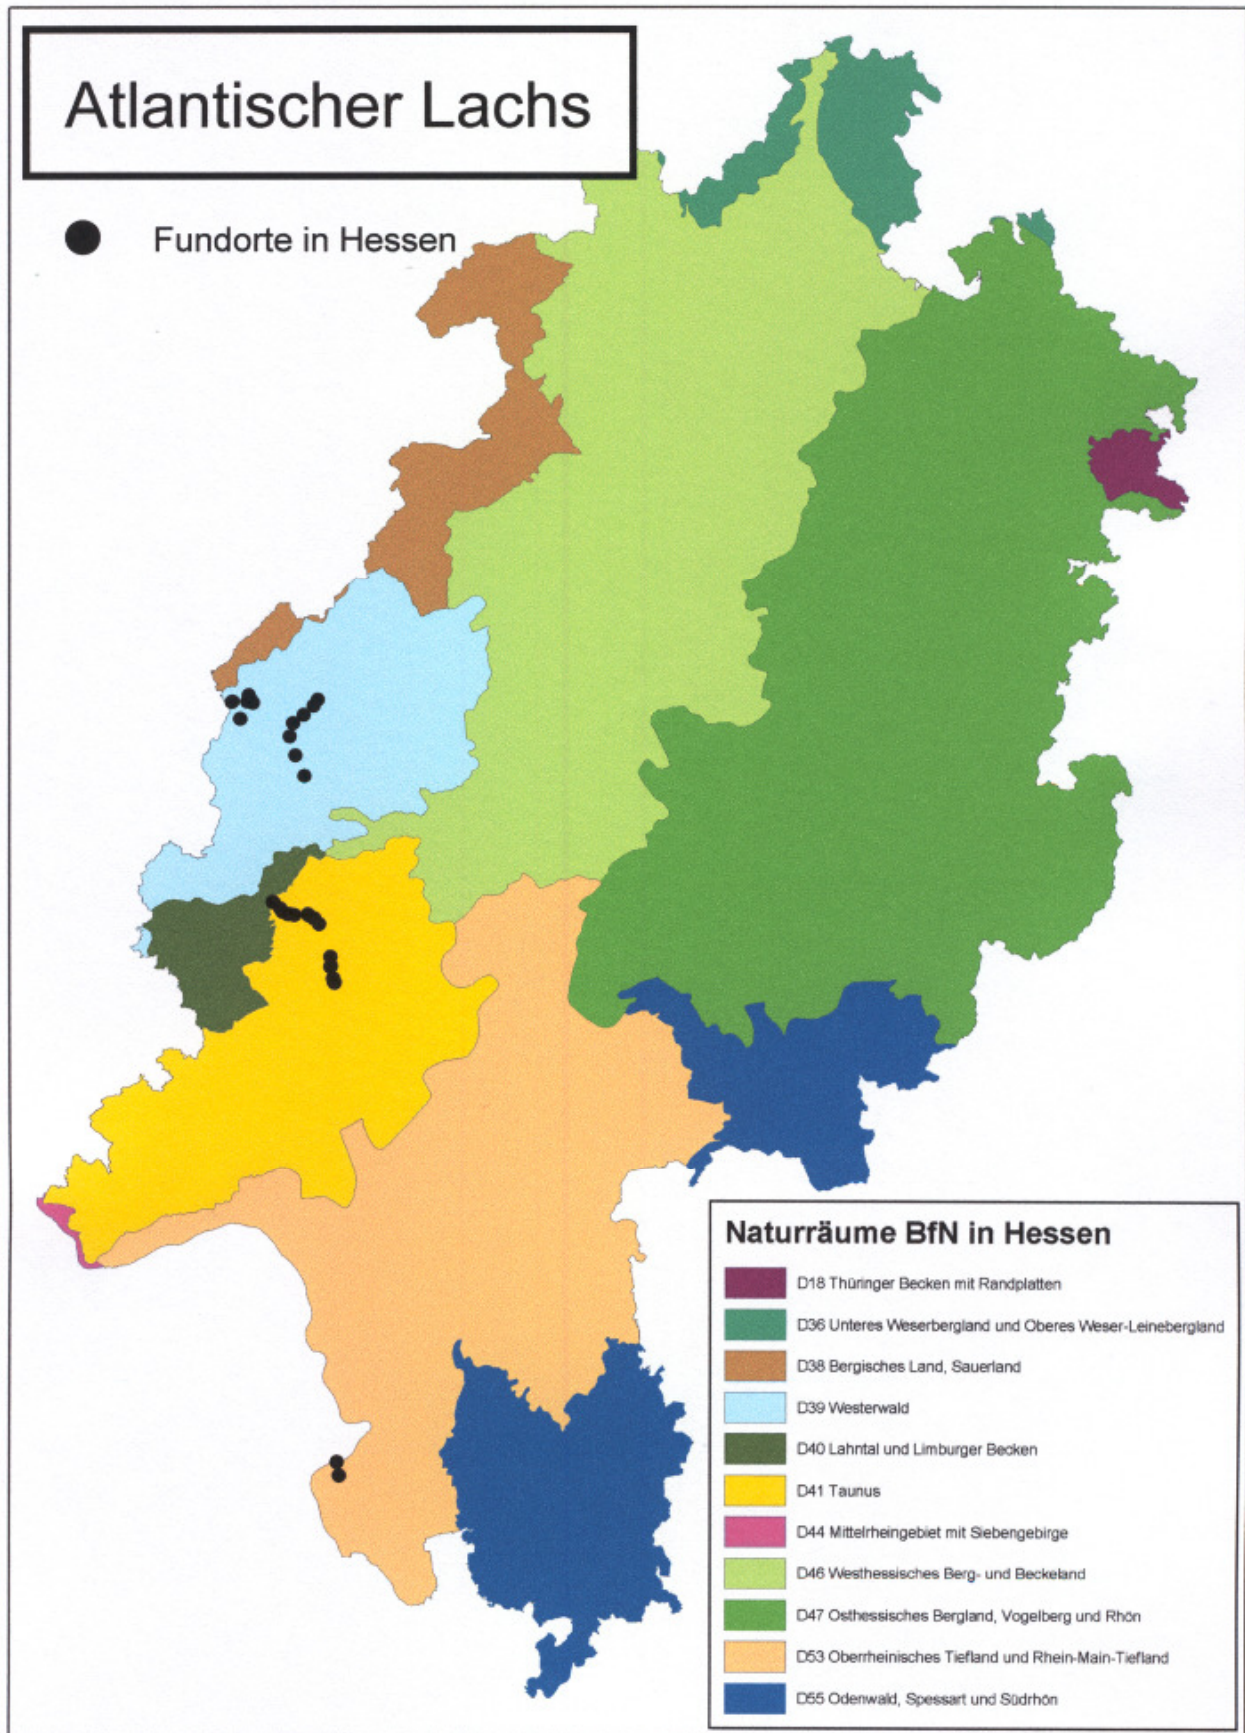 Atlantischer Lachs
Fundorte in Hessen
Naturräume BfN in Hessen
D18 Thüringer Becken mit Randplatten
D36 Unteres Weserbergland und Oberes Weser-Leinebergland
D38 Bergisches Land, Sauerland
D39 Westerwald
D40 Lahntal und Limburger Becken
D41 Taunus
D44 Mittelrheingebiet mit Siebengebirge
D46 Westhessisches Berg- und Beckeland
D47 Osthessisches Bergland, Vogelberg und Rhön
D53 Oberrheinisches Tiefland und Rhein-Main-Tiefland
D55 Odenwald, Spessart und Südrhön